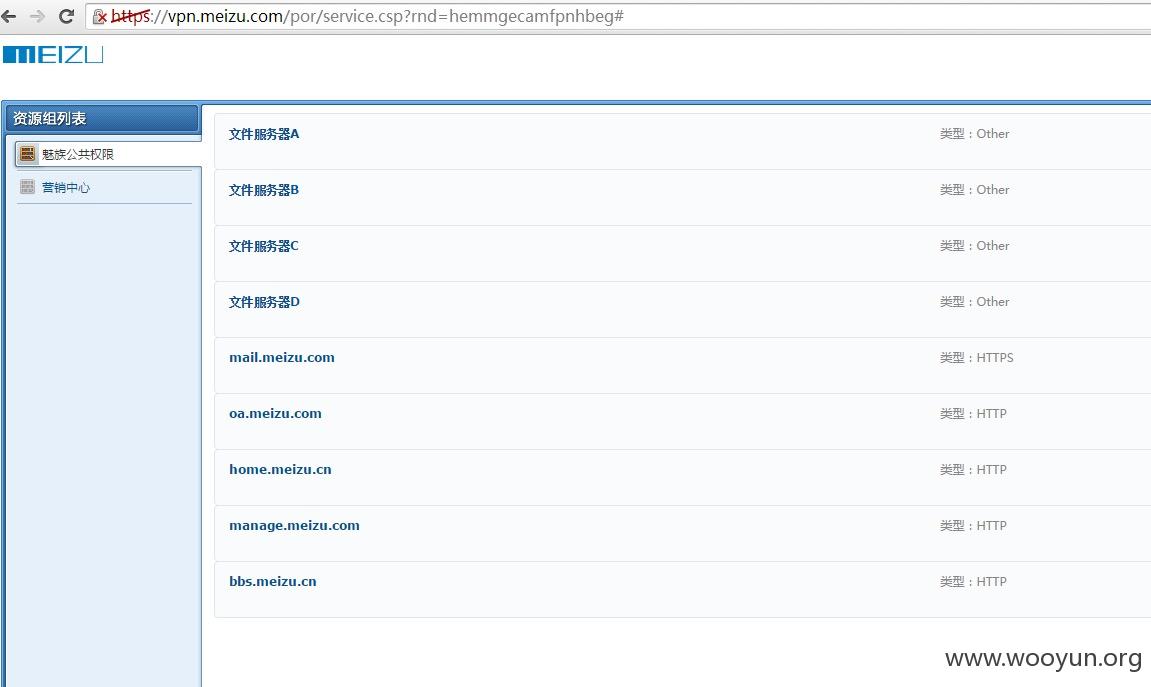 https://vpn.meizu.com/por/service.csp?rnd=hemmgecamfpnhbeg#
MEIZU
资源组列表
魅族公共权限
营销中心
文件服务器A 类型：Other
文件服务器B 类型：Other
文件服务器C 类型：Other
文件服务器D 类型：Other
mail.meizu.com 类型：HTTPS
oa.meizu.com 类型：HTTP
home.meizu.cn 类型：HTTP
manage.meizu.com 类型：HTTP
bbs.meizu.cn 类型：HTTP
www.wooyun.org